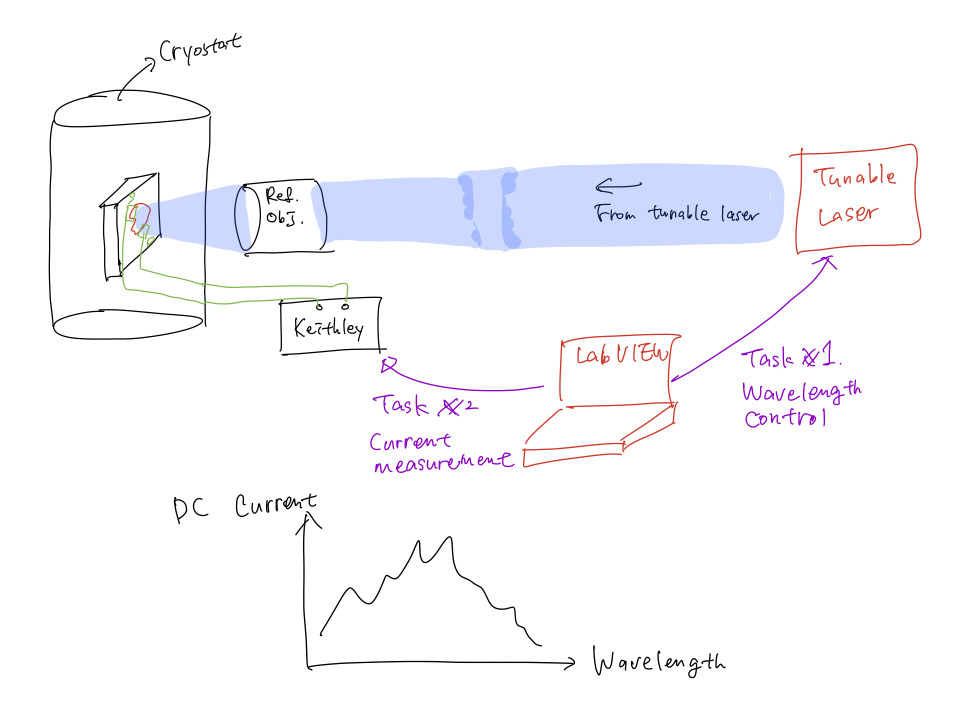 Cryostat
Ref.
Obj.
From tunable laser
Tunable
Laser
Keithley
LabVIEW
Task 1.
Wavelength
Control
Task 2
Current
measurement
DC Current
Wavelength